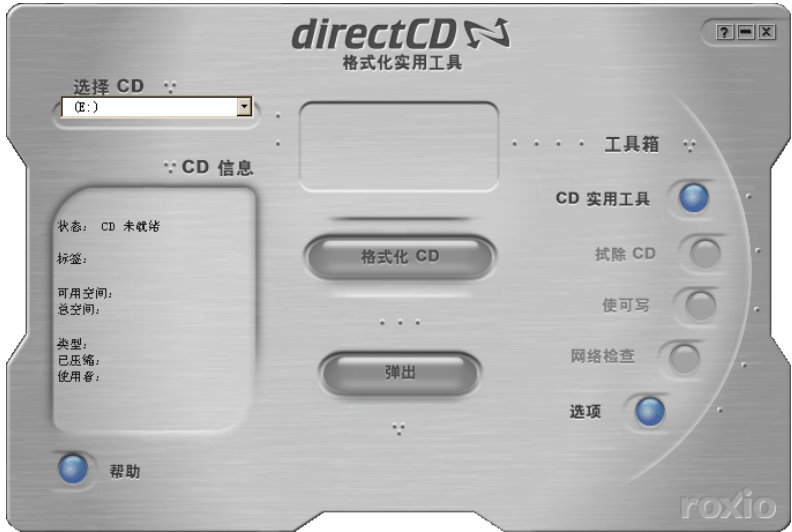 directCD
格式化实用工具
选择 CD
(E:)
工具箱
CD 信息
CD 实用工具
状态: CD 未就绪
标签:
格式化 CD
拭除 CD
可用空间:
总空间:
使可写
类型:
已压缩:
使用者:
网络检查
弹出
选项
帮助
roxio